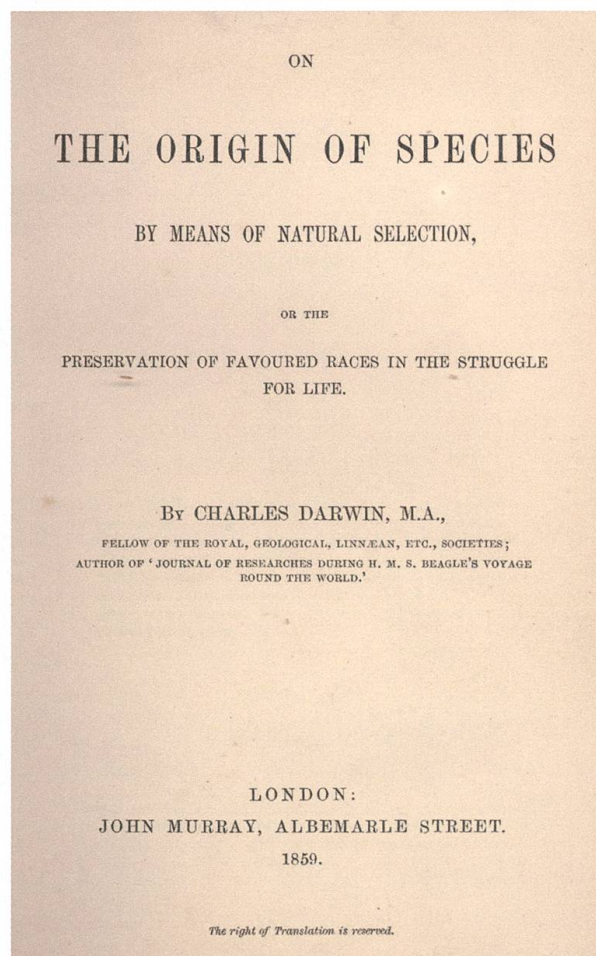 ON
THE ORIGIN OF SPECIES
BY MEANS OF NATURAL SELECTION,
OR THE
PRESERVATION OF FAVOURED RACES IN THE STRUGGLE
FOR LIFE.
By CHARLES DARWIN, M.A.,
FELLOW OF THE ROYAL, GEOLOGICAL, LINNÆAN, ETC., SOCIETIES;
AUTHOR OF ‘JOURNAL OF RESEARCHES DURING H. M. S. BEAGLE’S VOYAGE
ROUND THE WORLD.’
LONDON:
JOHN MURRAY, ALBEMARLE STREET.
1859.
The right of Translation is reserved.